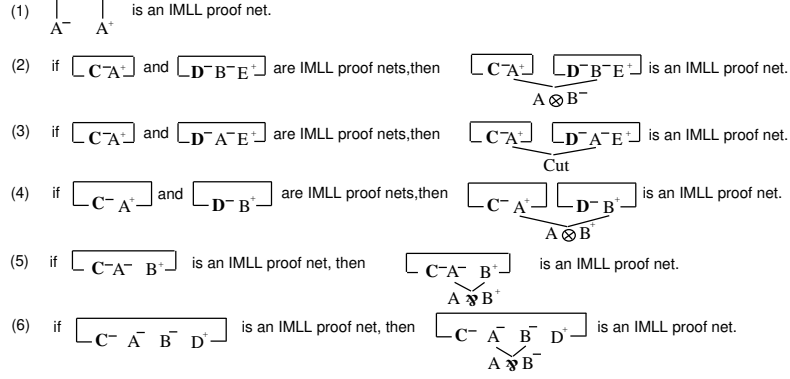 (1) A⁻ A⁺ is an IMLL proof net.
(2) if C⁻A⁺ and D⁻B⁻E⁺ are IMLL proof nets,then C⁻A⁺ D⁻B⁻E⁺ is an IMLL proof net.
A ⊗ B⁻
(3) if C⁻A⁺ and D⁻A⁻E⁺ are IMLL proof nets,then C⁻A⁺ D⁻A⁻E⁺ is an IMLL proof net.
Cut
(4) if C⁻ A⁺ and D⁻ B⁺ are IMLL proof nets,then C⁻ A⁺ D⁻ B⁺ is an IMLL proof net.
A ⊗ B⁺
(5) if C⁻A⁻ B⁺ is an IMLL proof net, then C⁻A⁻ B⁺ is an IMLL proof net.
A ⅋ B⁺
(6) if C⁻ A⁻ B⁻ D⁺ is an IMLL proof net, then C⁻ A⁻ B⁻ D⁺ is an IMLL proof net.
A ⅋ B⁻